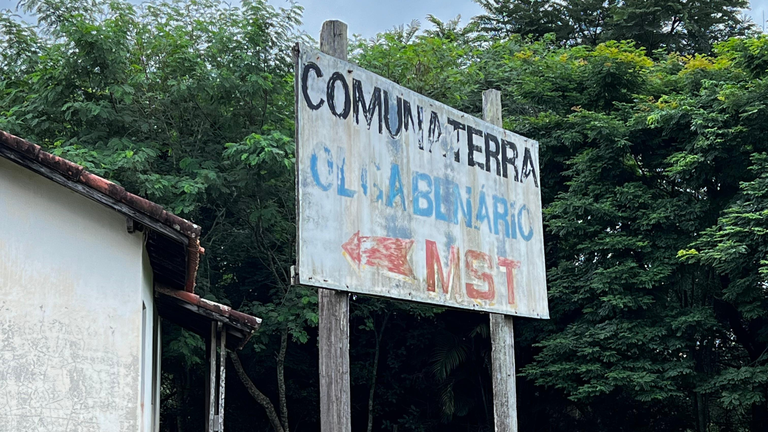 COMUNA TERRA
OLGA BENÁRIO
MST